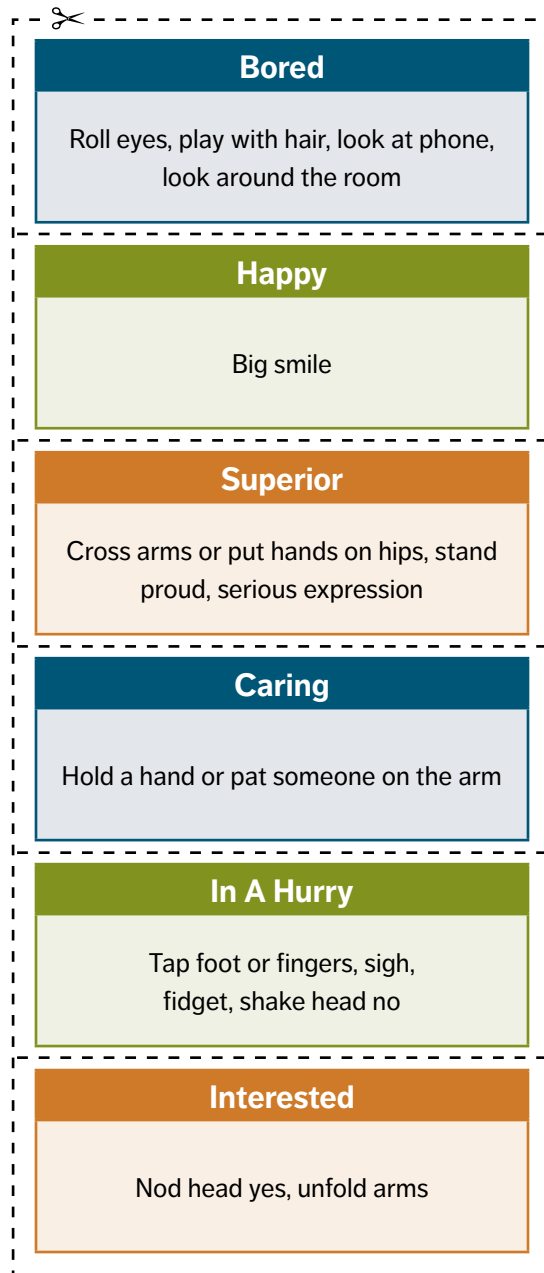 Bored
Roll eyes, play with hair, look at phone,
look around the room
Happy
Big smile
Superior
Cross arms or put hands on hips, stand
proud, serious expression
Caring
Hold a hand or pat someone on the arm
In A Hurry
Tap foot or fingers, sigh,
fidget, shake head no
Interested
Nod head yes, unfold arms